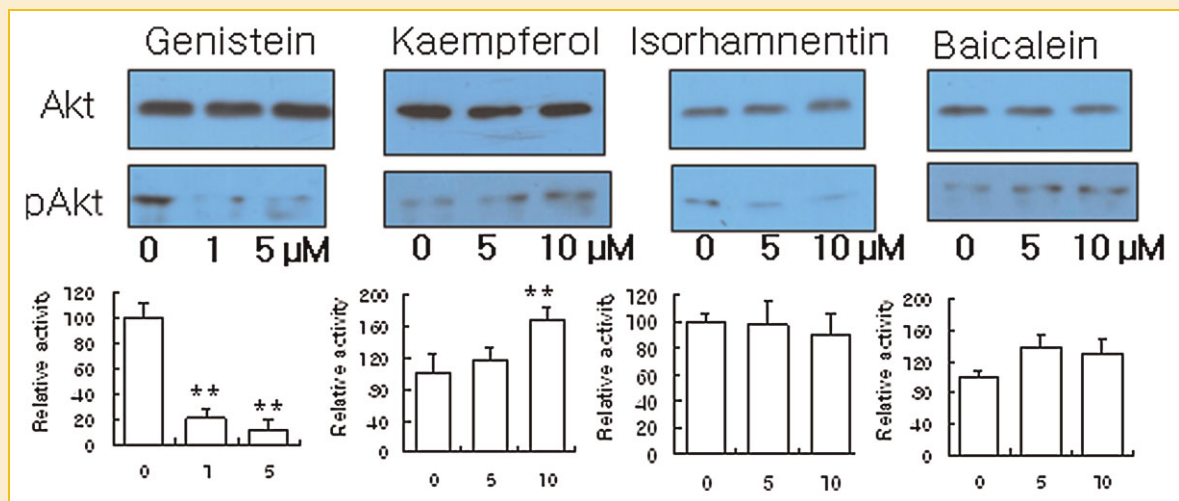 Genistein Kaempferol Isorhamnentin Baicalein
Akt
pAkt
0 1 5 µM 0 5 10 µM 0 5 10 µM 0 5 10 µM
Relative activity
120
100
80
60
40
20
0
** **
0 1 5
Relative activity
200
160
120
80
40
0
**
0 5 10
Relative activity
120
100
80
60
40
20
0
0 5 10
Relative activity
200
160
120
80
40
0
0 5 10